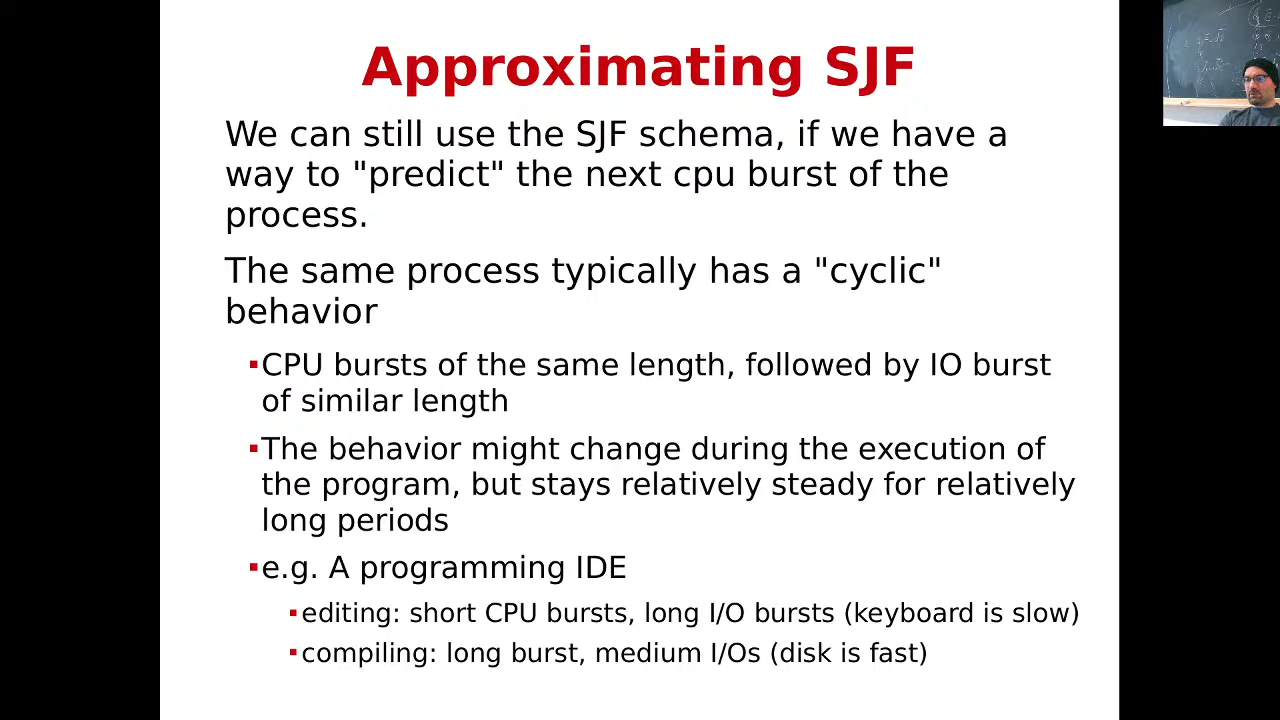 Approximating SJF
We can still use the SJF schema, if we have a
way to "predict" the next cpu burst of the
process.
The same process typically has a "cyclic"
behavior
▪CPU bursts of the same length, followed by IO burst
of similar length
▪The behavior might change during the execution of
the program, but stays relatively steady for relatively
long periods
▪e.g. A programming IDE
▪editing: short CPU bursts, long I/O bursts (keyboard is slow)
▪compiling: long burst, medium I/Os (disk is fast)